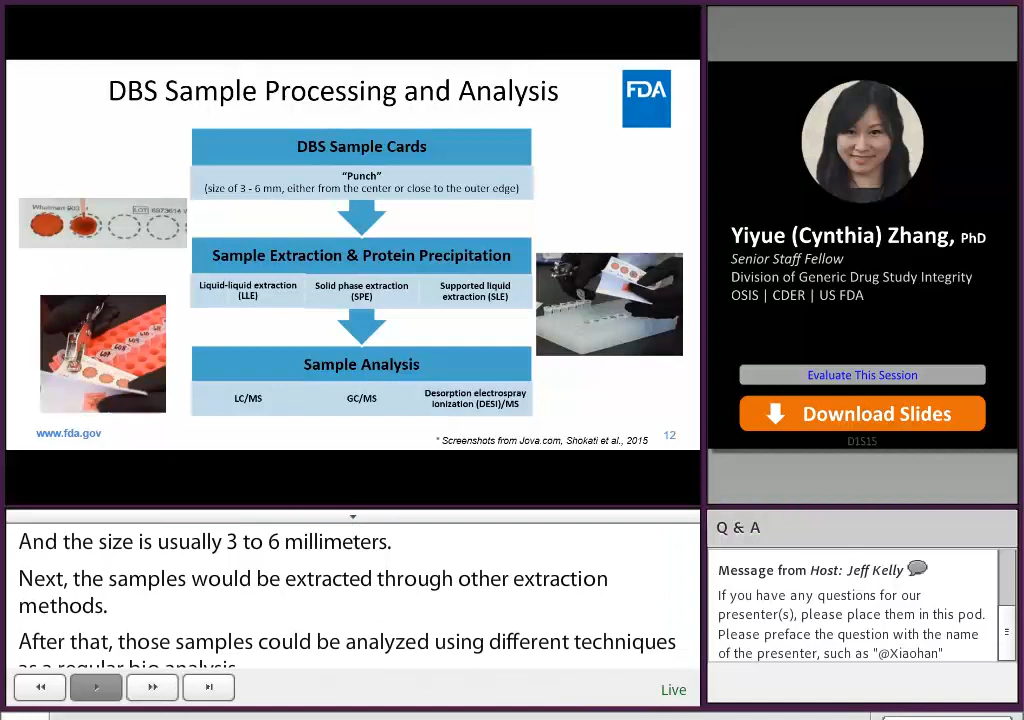 DBS Sample Processing and Analysis
FDA
DBS Sample Cards
"Punch"
(size of 3 - 6 mm, either from the center or close to the outer edge)
Whatman 903
LOT
Sample Extraction & Protein Precipitation
Liquid-liquid extraction
(LLE)
Solid phase extraction
(SPE)
Supported liquid
extraction (SLE)
Sample Analysis
LC/MS
GC/MS
Desorption electrospray
ionization (DESI)/MS
www.fda.gov
* Screenshots from Jova.com, Shokati et al., 2015
12
Yiyue (Cynthia) Zhang, PhD
Senior Staff Fellow
Division of Generic Drug Study Integrity
OSIS | CDER | US FDA
Evaluate This Session
Download Slides
D1S15
And the size is usually 3 to 6 millimeters.
Next, the samples would be extracted through other extraction
methods.
After that, those samples could be analyzed using different techniques
as a regular bio analysis
Live
Q & A
Message from Host: Jeff Kelly
If you have any questions for our
presenter(s), please place them in this pod.
Please preface the question with the name
of the presenter, such as "@Xiaohan"